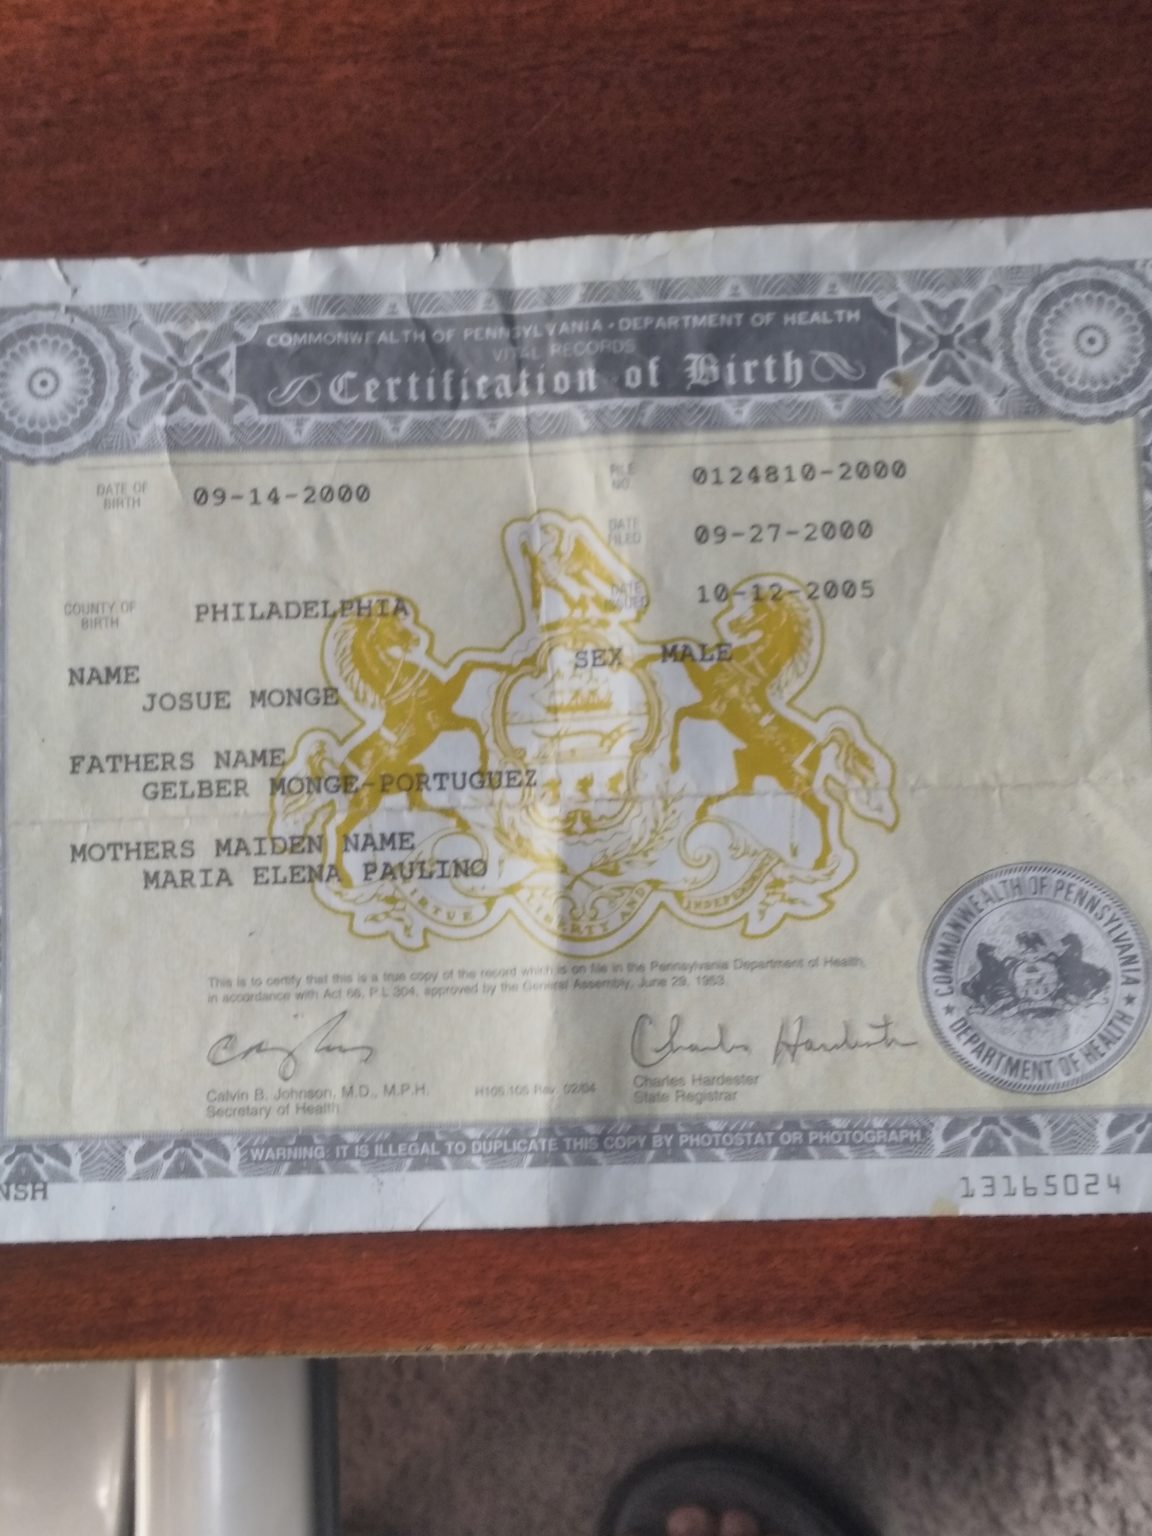 COMMONWEALTH OF PENNSYLVANIA • DEPARTMENT OF HEALTH
VITAL RECORDS
Certification of Birth
DATE OF BIRTH 09-14-2000
FILE NO. 0124810-2000
DATE FILED 09-27-2000
COUNTY OF BIRTH PHILADELPHIA
DATE ISSUED 10-12-2005
SEX MALE
NAME
JOSUE MONGE
FATHERS NAME
GELBER MONGE-PORTUGUEZ
MOTHERS MAIDEN NAME
MARIA ELENA PAULINO
VIRTUE LIBERTY AND INDEPENDENCE
This is to certify that this is a true copy of the record which is on file in the Pennsylvania Department of Health,
in accordance with Act 66, P.L. 304, approved by the General Assembly, June 29, 1953.
Charles Hardester
Calvin B. Johnson, M.D., M.P.H.
Secretary of Health
H105.105 Rev. 02/04
Charles Hardester
State Registrar
COMMONWEALTH OF PENNSYLVANIA ★ DEPARTMENT OF HEALTH ★
WARNING: IT IS ILLEGAL TO DUPLICATE THIS COPY BY PHOTOSTAT OR PHOTOGRAPH.
NSH
13165024